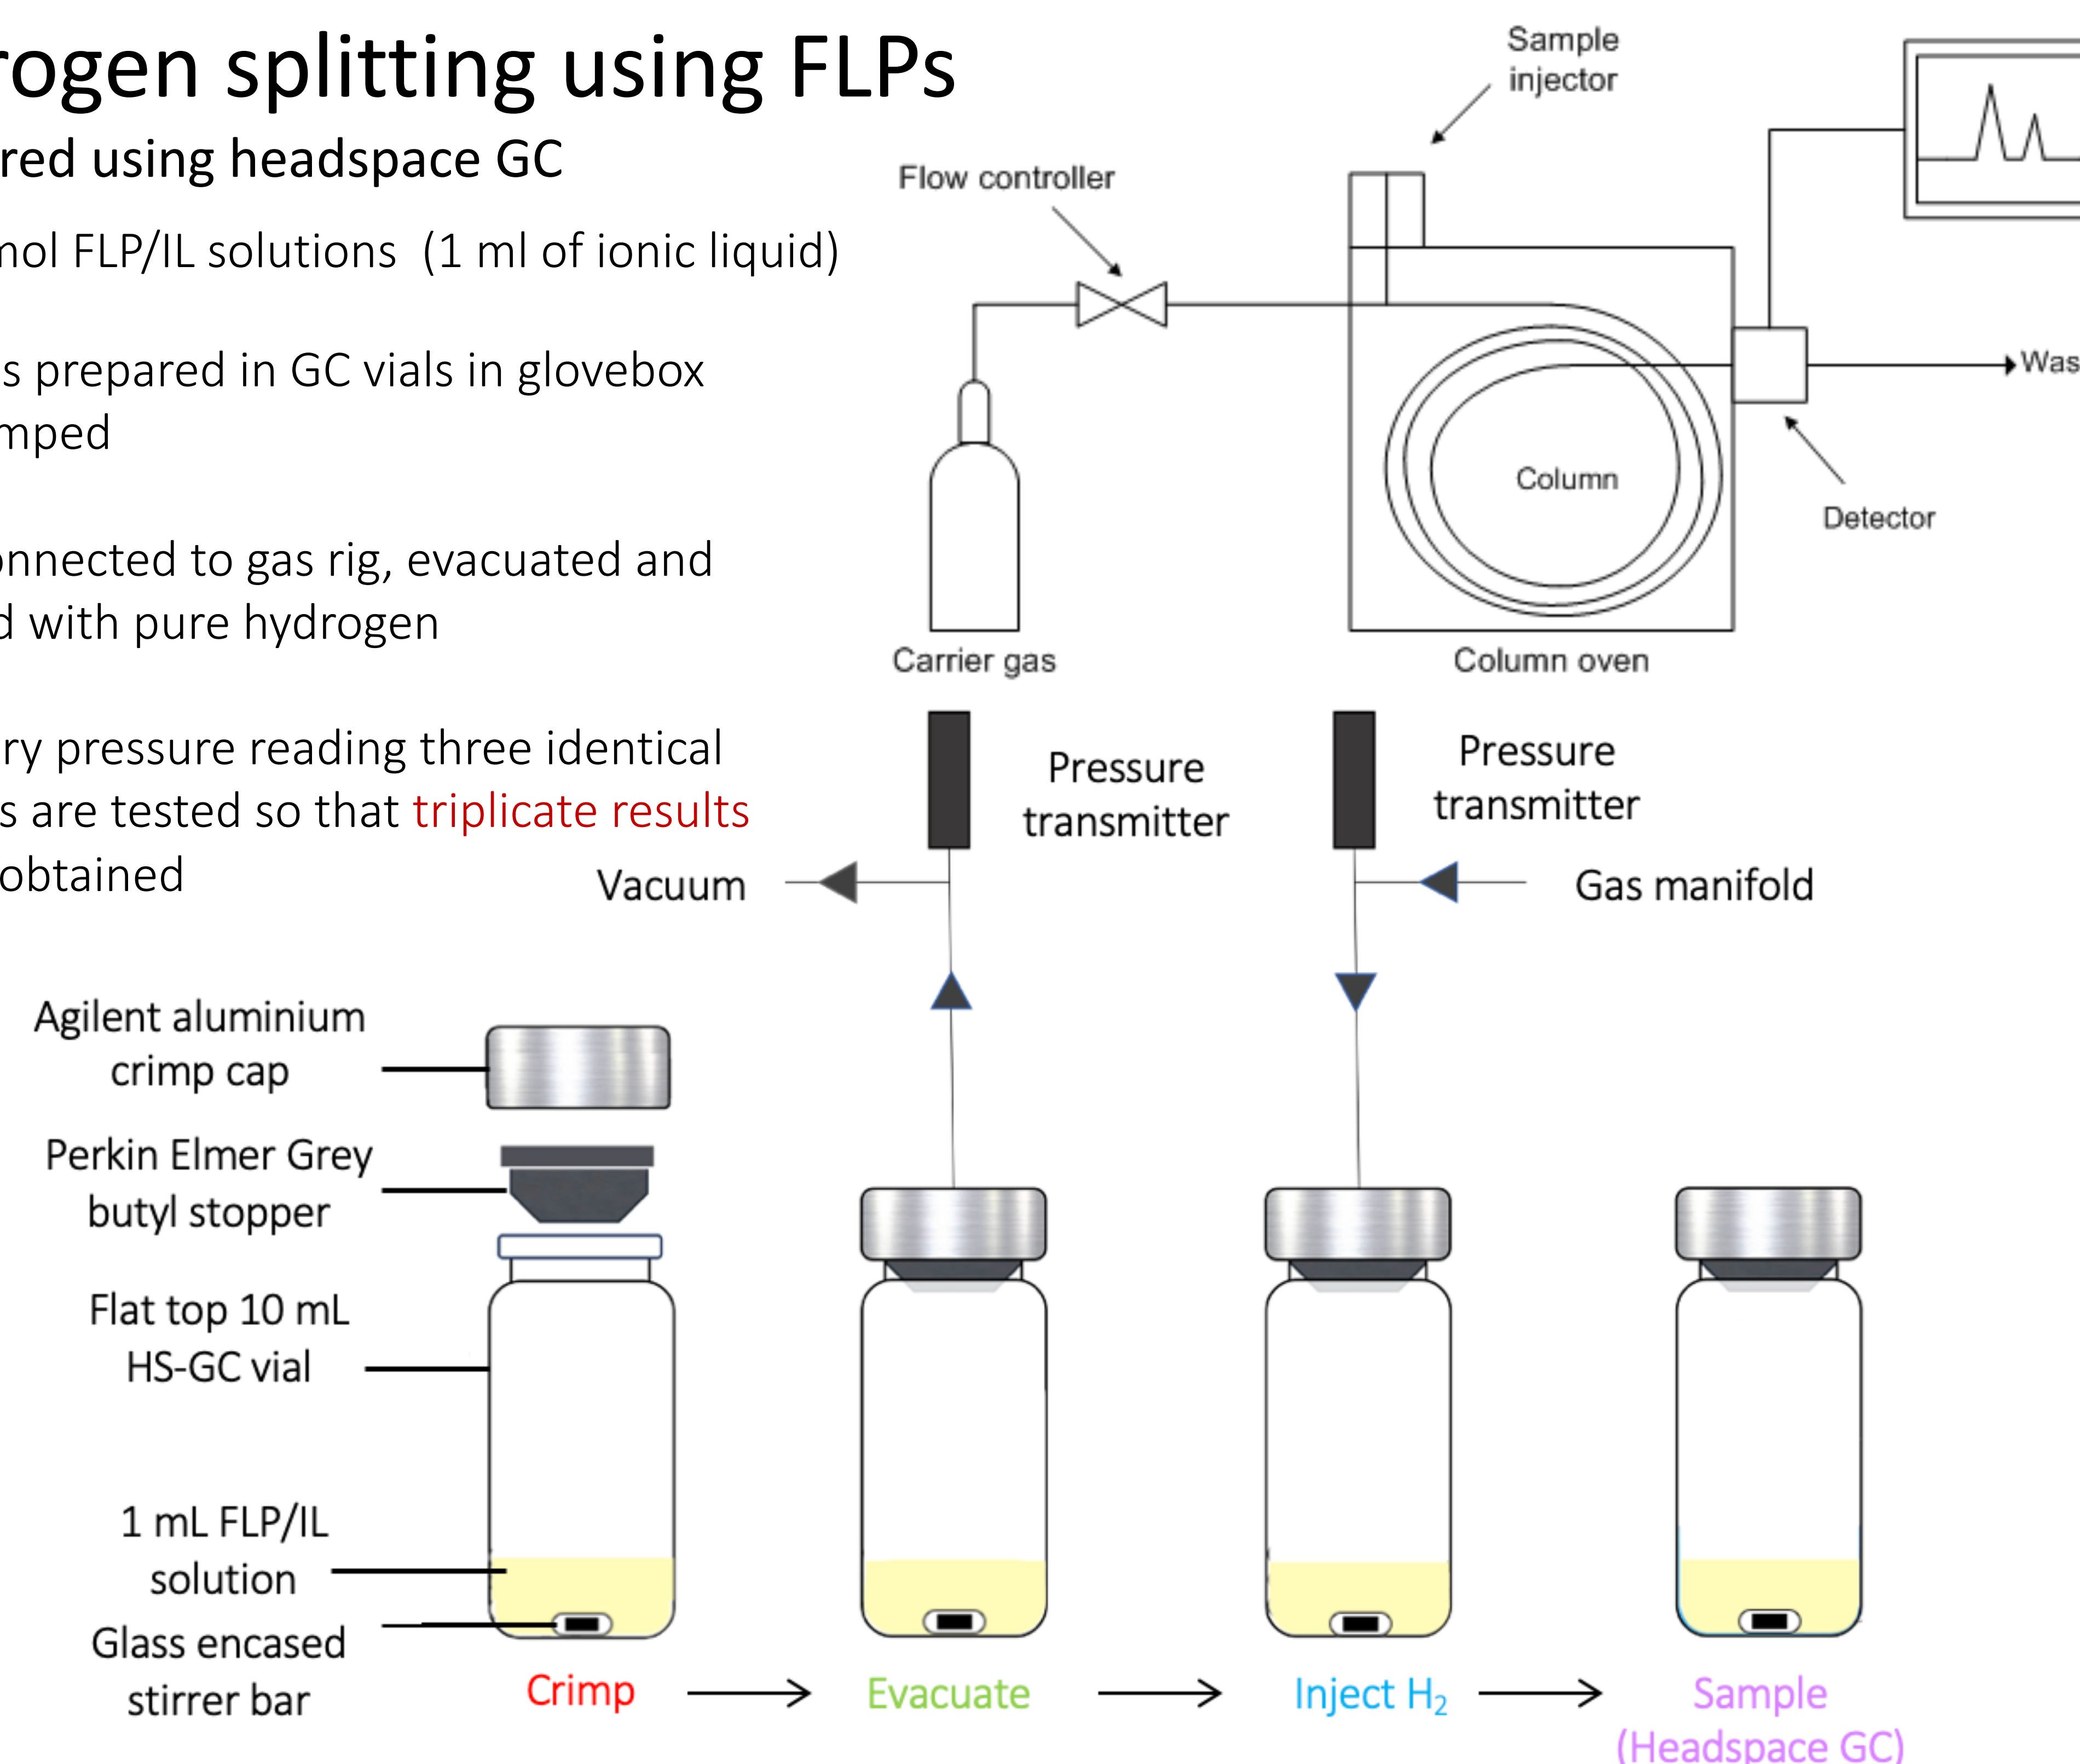 rogen splitting using FLPs
red using headspace GC
mol FLP/IL solutions (1 ml of ionic liquid)
s prepared in GC vials in glovebox
mped
onnected to gas rig, evacuated and
d with pure hydrogen
ry pressure reading three identical
s are tested so that triplicate results
obtained
Sample
injector
Flow controller
Column
Was
Detector
Carrier gas
Column oven
Pressure
transmitter
Pressure
transmitter
Vacuum
Gas manifold
Agilent aluminium
crimp cap
Perkin Elmer Grey
butyl stopper
Flat top 10 mL
HS-GC vial
1 mL FLP/IL
solution
Glass encased
stirrer bar
Crimp
Evacuate
Inject H₂
Sample
(Headspace GC)